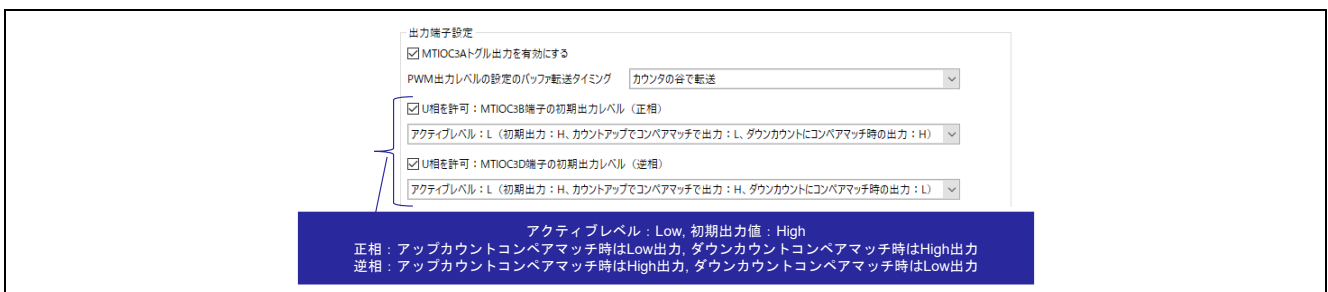 出力端子設定
MTIOC3Aトグル出力を有効にする
PWM出力レベルの設定のバッファ転送タイミング カウンタの谷で転送
U相を許可：MTIOC3B端子の初期出力レベル（正相）
アクティブレベル：L（初期出力：H、カウントアップでコンペアマッチで出力：L、ダウンカウントにコンペアマッチ時の出力：H）
U相を許可：MTIOC3D端子の初期出力レベル（逆相）
アクティブレベル：L（初期出力：H、カウントアップでコンペアマッチで出力：H、ダウンカウントにコンペアマッチ時の出力：L）
アクティブレベル：Low, 初期出力値：High
正相：アップカウントコンペアマッチ時はLow出力, ダウンカウントコンペアマッチ時はHigh出力
逆相：アップカウントコンペアマッチ時はHigh出力, ダウンカウントコンペアマッチ時はLow出力